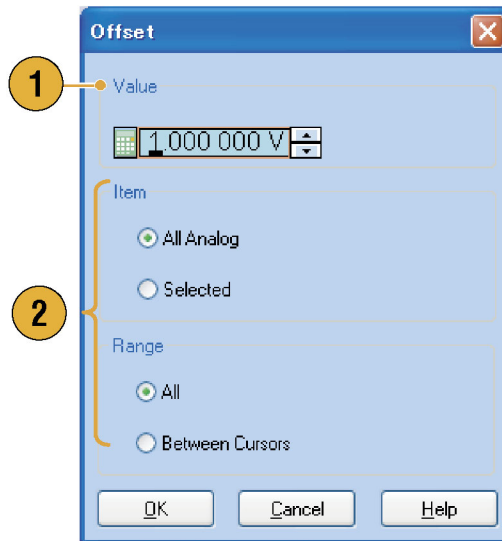 Offset
1
Value
1.000 000 V
Item
All Analog
Selected
2
Range
All
Between Cursors
OK
Cancel
Help